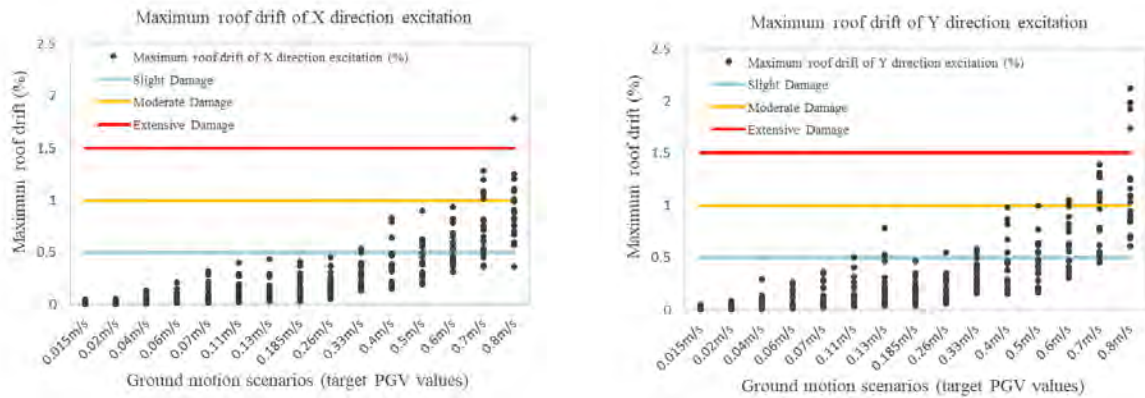 Maximum roof drift of X direction excitation
2.5
2
1.5
1
0.5
0
Maximum roof drift (%)
Maximum roof drift of X direction excitation (%)
Slight Damage
Moderate Damage
Extensive Damage
0.015m/s
0.02m/s
0.04m/s
0.06m/s
0.07m/s
0.11m/s
0.13m/s
0.185m/s
0.26m/s
0.33m/s
0.4m/s
0.5m/s
0.6m/s
0.7m/s
0.8m/s
Ground motion scenarios (target PGV values)
Maximum roof drift of Y direction excitation
2.5
2
1.5
1
0.5
0
Maximum roof drift (%)
Maximum roof drift of Y direction excitation (%)
Slight Damage
Moderate Damage
Extensive Damage
0.015m/s
0.02m/s
0.04m/s
0.06m/s
0.07m/s
0.11m/s
0.13m/s
0.185m/s
0.26m/s
0.33m/s
0.4m/s
0.5m/s
0.6m/s
0.7m/s
0.8m/s
Ground motion scenarios (target PGV values)